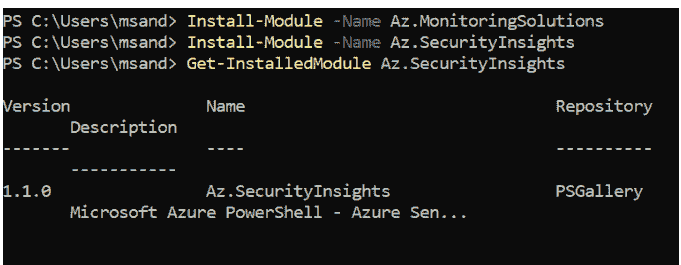 PS C:\Users\msand> Install-Module -Name Az.MonitoringSolutions
PS C:\Users\msand> Install-Module -Name Az.SecurityInsights
PS C:\Users\msand> Get-InstalledModule Az.SecurityInsights
Version Name Repository
Description
------- ---- ----------
-----------
1.1.0 Az.SecurityInsights PSGallery
Microsoft Azure PowerShell - Azure Sen...